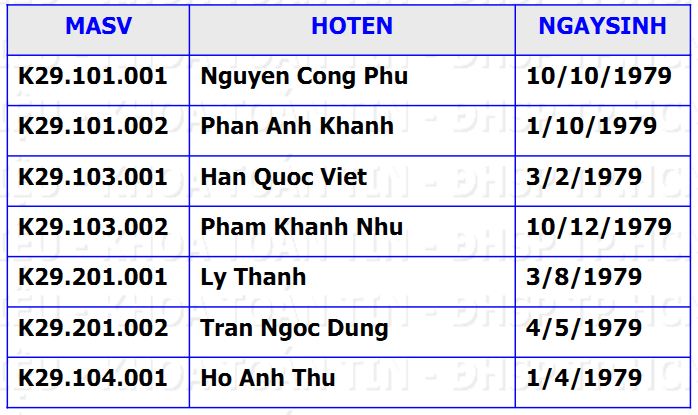 MASV HOTEN NGAYSINH
K29.101.001 Nguyen Cong Phu 10/10/1979
K29.101.002 Phan Anh Khanh 1/10/1979
K29.103.001 Han Quoc Viet 3/2/1979
K29.103.002 Pham Khanh Nhu 10/12/1979
K29.201.001 Ly Thanh 3/8/1979
K29.201.002 Tran Ngoc Dung 4/5/1979
K29.104.001 Ho Anh Thu 1/4/1979